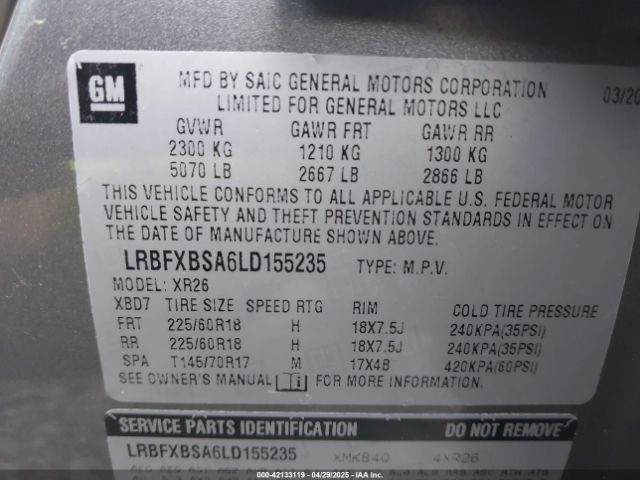 GM
MFD BY SAIC GENERAL MOTORS CORPORATION 03/20
LIMITED FOR GENERAL MOTORS LLC
GVWR GAWR FRT GAWR RR
2300 KG 1210 KG 1300 KG
5070 LB 2667 LB 2866 LB
THIS VEHICLE CONFORMS TO ALL APPLICABLE U.S. FEDERAL MOTOR
VEHICLE SAFETY AND THEFT PREVENTION STANDARDS IN EFFECT ON
THE DATE OF MANUFACTURE SHOWN ABOVE.
LRBFXBSA6LD155235 TYPE: M.P.V.
MODEL: XR26
XBD7 TIRE SIZE SPEED RTG RIM COLD TIRE PRESSURE
FRT 225/60R18 H 18X7.5J 240KPA(35PSI)
RR 225/60R18 H 18X7.5J 240KPA(35PSI)
SPA T145/70R17 M 17X4B 420KPA(60PSI)
SEE OWNER'S MANUAL FOR MORE INFORMATION.
SERVICE PARTS IDENTIFICATION DO NOT REMOVE
LRBFXBSA6LD155235 XMKB40 4XR26
000-42133119 04/29/2025 - IAAI